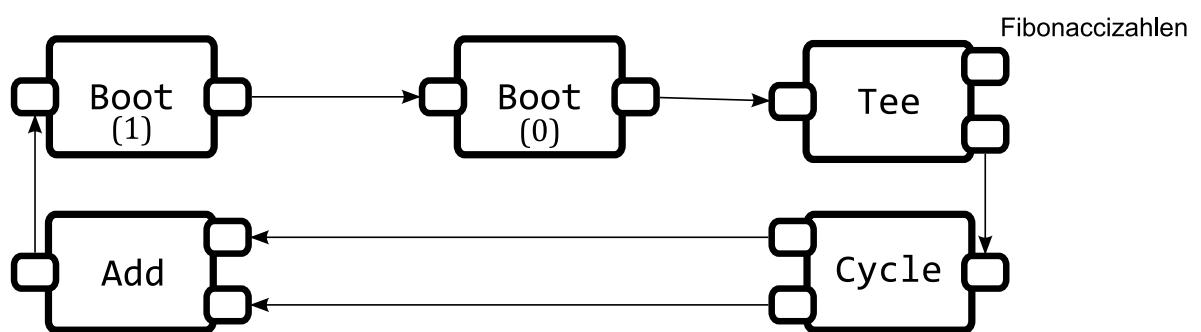 Fibonaccizahlen
Boot
(1)
Boot
(0)
Tee
Add
Cycle